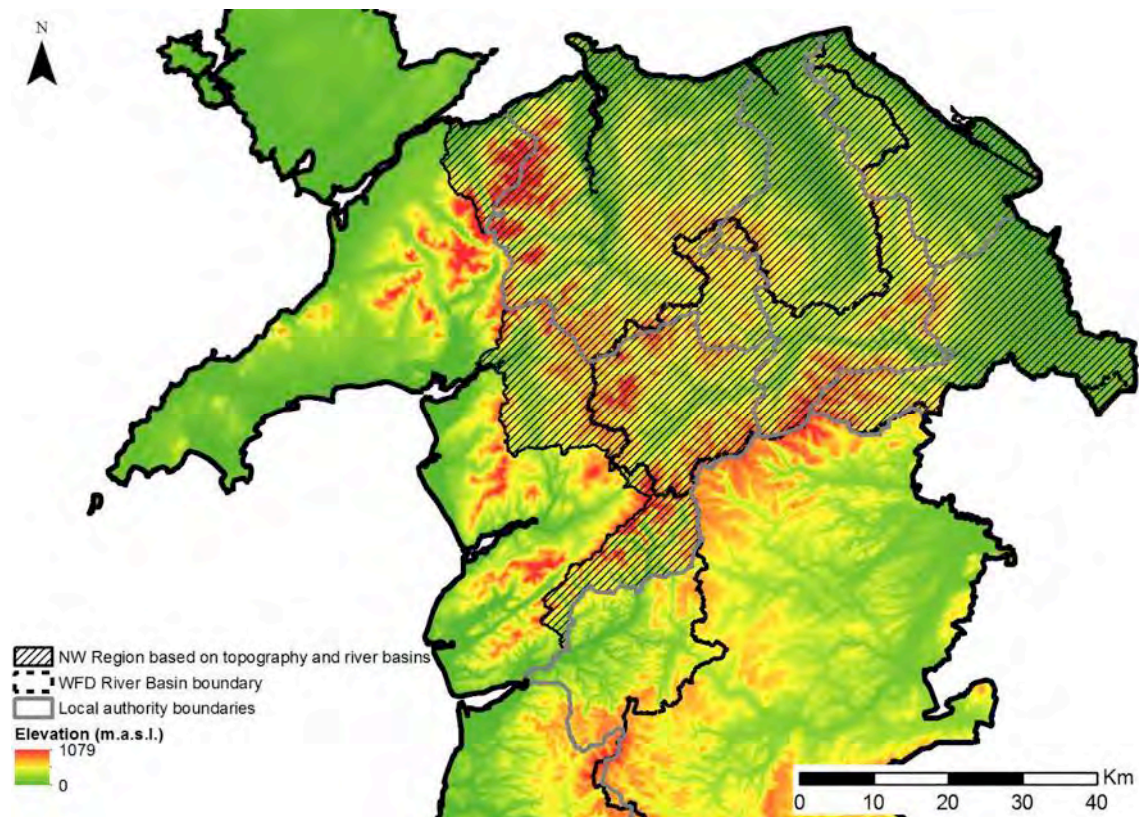 N
NW Region based on topography and river basins
WFD River Basin boundary
Local authority boundaries
Elevation (m.a.s.l.)
1079
0
Km
0 10 20 30 40